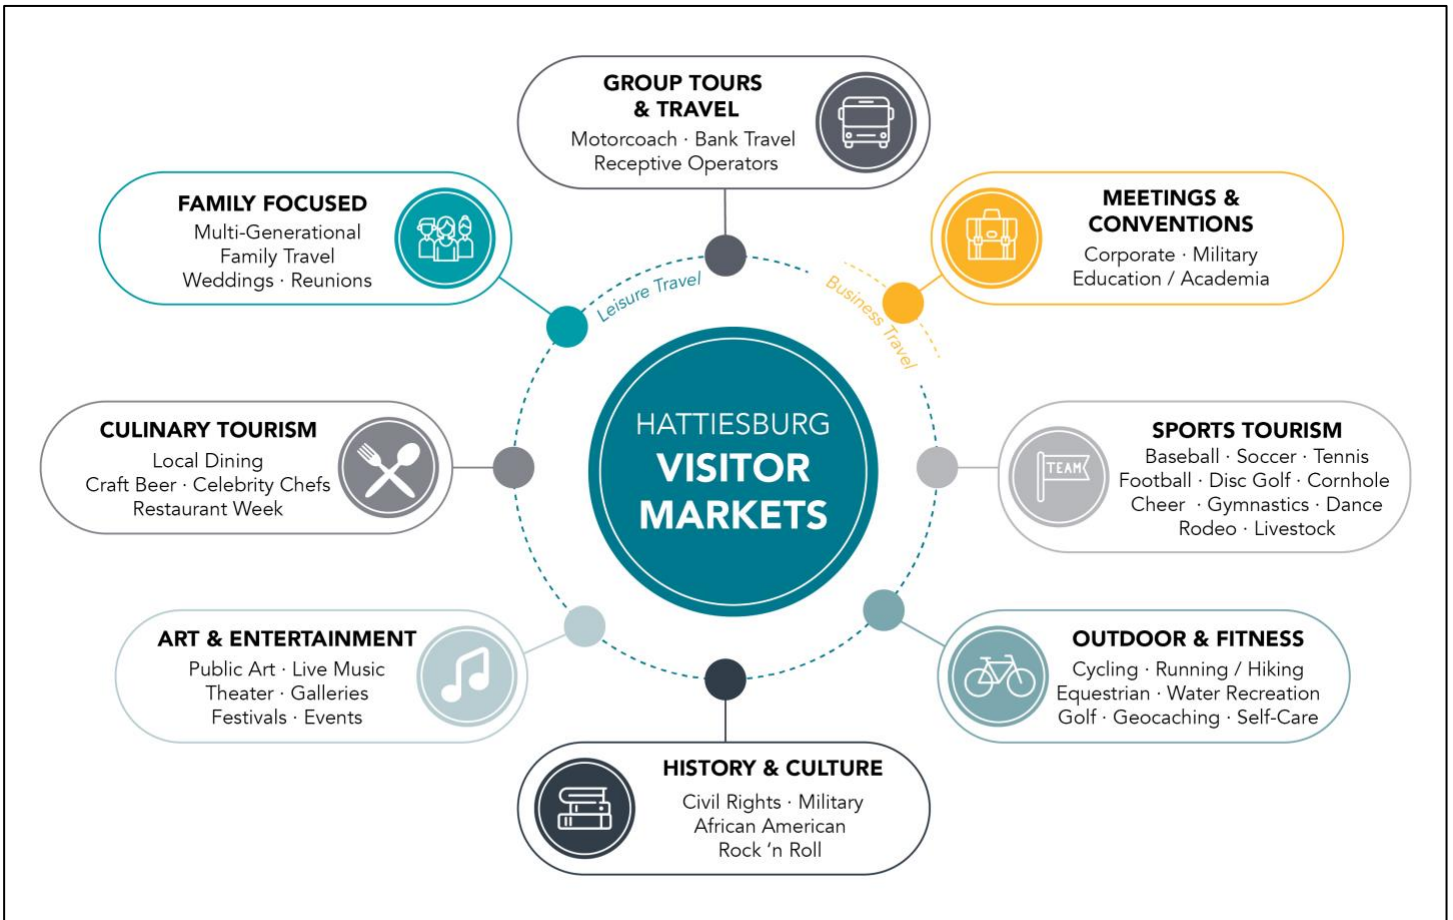 GROUP TOURS
& TRAVEL
Motorcoach · Bank Travel
Receptive Operators
FAMILY FOCUSED
Multi-Generational
Family Travel
Weddings · Reunions
MEETINGS &
CONVENTIONS
Corporate · Military
Education / Academia
Leisure Travel
Business Travel
HATTIESBURG
VISITOR
MARKETS
CULINARY TOURISM
Local Dining
Craft Beer · Celebrity Chefs
Restaurant Week
TEAM
SPORTS TOURISM
Baseball · Soccer · Tennis
Football · Disc Golf · Cornhole
Cheer · Gymnastics · Dance
Rodeo · Livestock
ART & ENTERTAINMENT
Public Art · Live Music
Theater · Galleries
Festivals · Events
OUTDOOR & FITNESS
Cycling · Running / Hiking
Equestrian · Water Recreation
Golf · Geocaching · Self-Care
HISTORY & CULTURE
Civil Rights · Military
African American
Rock ‘n Roll